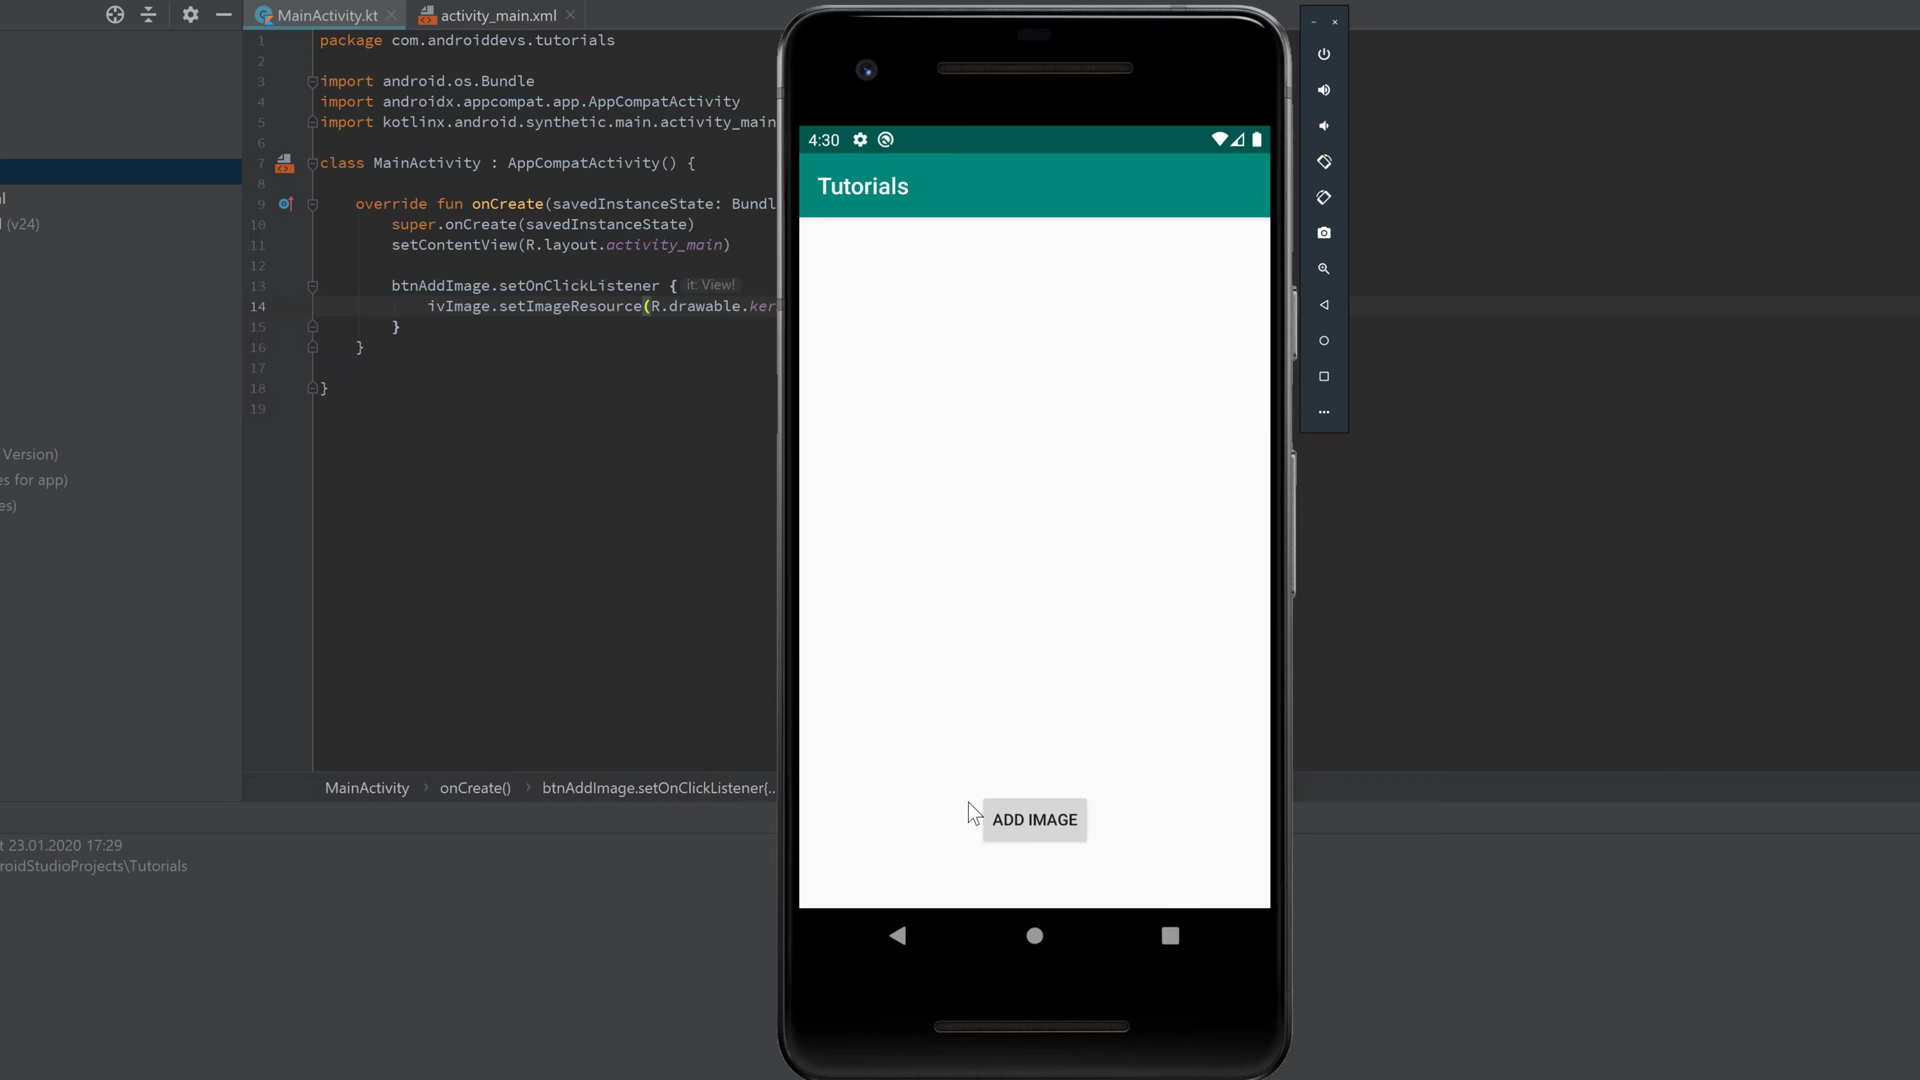 MainActivity.kt
activity_main.xml
1 package com.androiddevs.tutorials
2
3 import android.os.Bundle
4 import androidx.appcompat.app.AppCompatActivity
5 import kotlinx.android.synthetic.main.activity_main
6
7 class MainActivity : AppCompatActivity() {
8
9 override fun onCreate(savedInstanceState: Bundl
10 super.onCreate(savedInstanceState)
11 setContentView(R.layout.activity_main)
12
13 btnAddImage.setOnClickListener { it: View!
14 ivImage.setImageResource(R.drawable.ker
15 }
16 }
17
18 }
19
l
(v24)
Version)
es for app)
es)
MainActivity › onCreate() › btnAddImage.setOnClickListener{...
t 23.01.2020 17:29
roidStudioProjects\Tutorials
4:30
Tutorials
ADD IMAGE